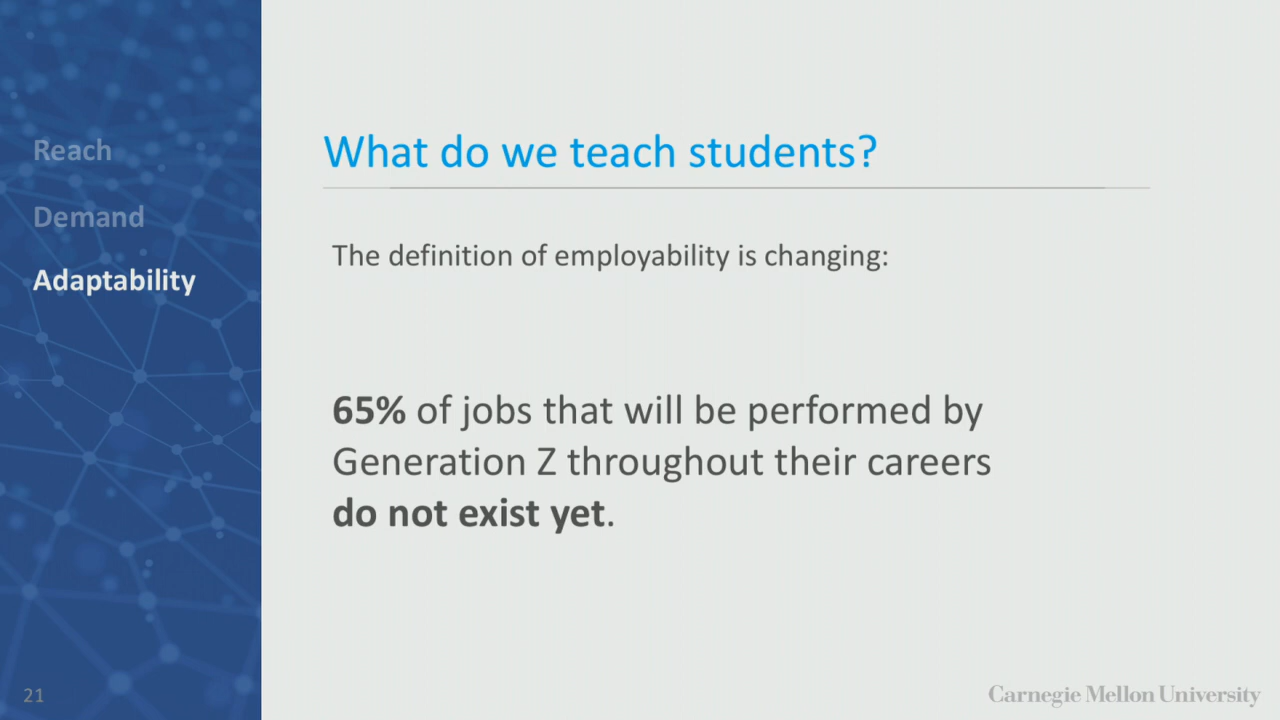 Reach
Demand
Adaptability
What do we teach students?
The definition of employability is changing:
65% of jobs that will be performed by
Generation Z throughout their careers
do not exist yet.
21
Carnegie Mellon University